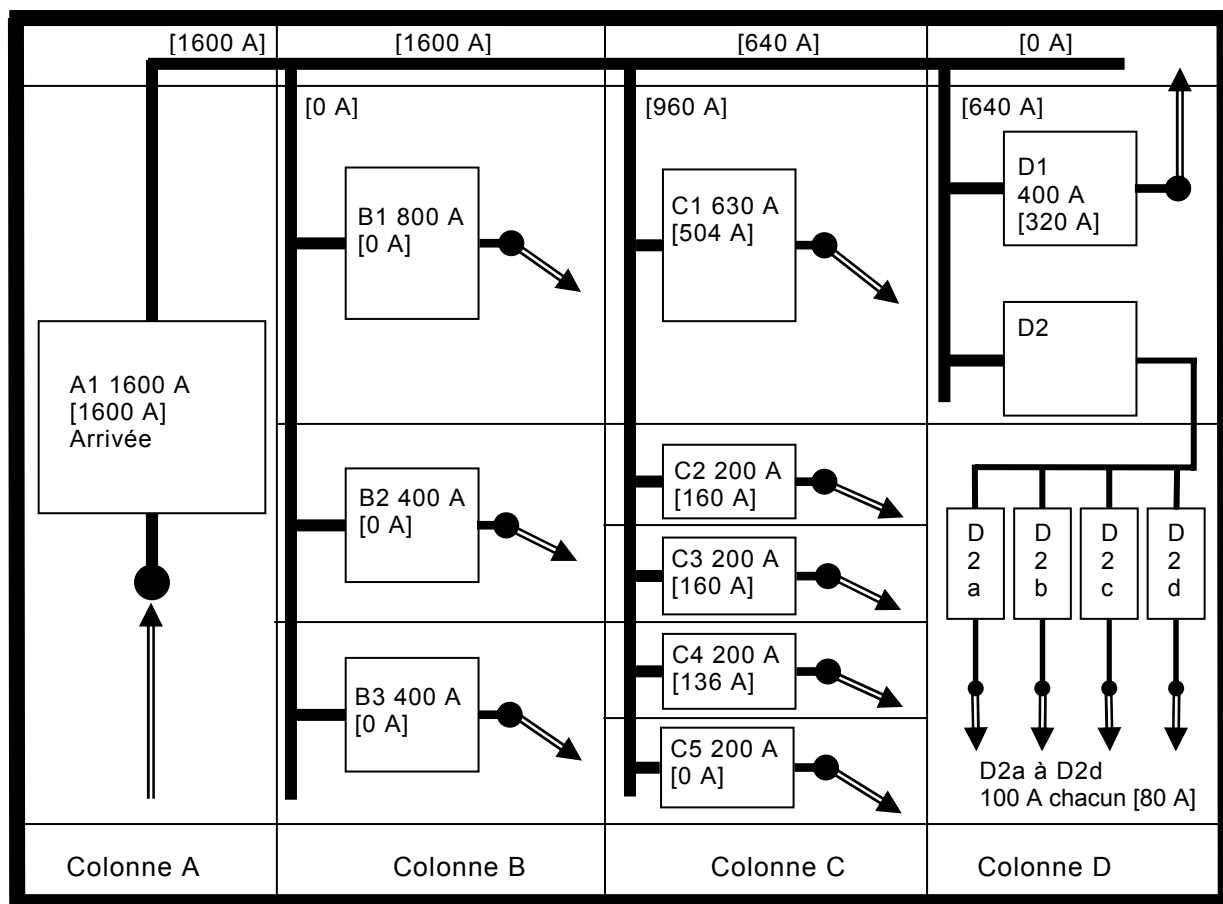 [1600 A]
[1600 A]
[640 A]
[0 A]
[0 A]
[960 A]
[640 A]
A1 1600 A
[1600 A]
Arrivée
B1 800 A
[0 A]
B2 400 A
[0 A]
B3 400 A
[0 A]
C1 630 A
[504 A]
C2 200 A
[160 A]
C3 200 A
[160 A]
C4 200 A
[136 A]
C5 200 A
[0 A]
D1
400 A
[320 A]
D2
D
2
a
D
2
b
D
2
c
D
2
d
D2a à D2d
100 A chacun [80 A]
Colonne A
Colonne B
Colonne C
Colonne D